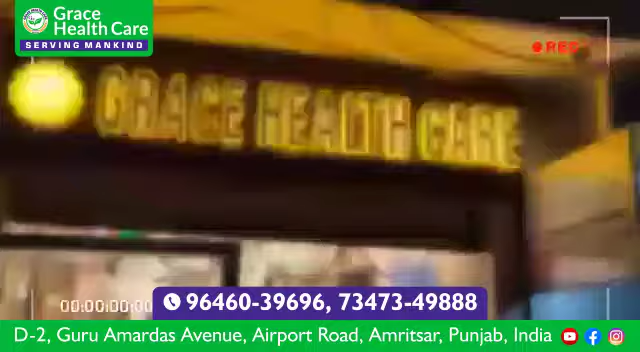 Grace
Health Care
SERVING MANKIND
REC
GRACE HEALTH CARE
00:00:00:00
96460-39696, 73473-49888
D-2, Guru Amardas Avenue, Airport Road, Amritsar, Punjab, India